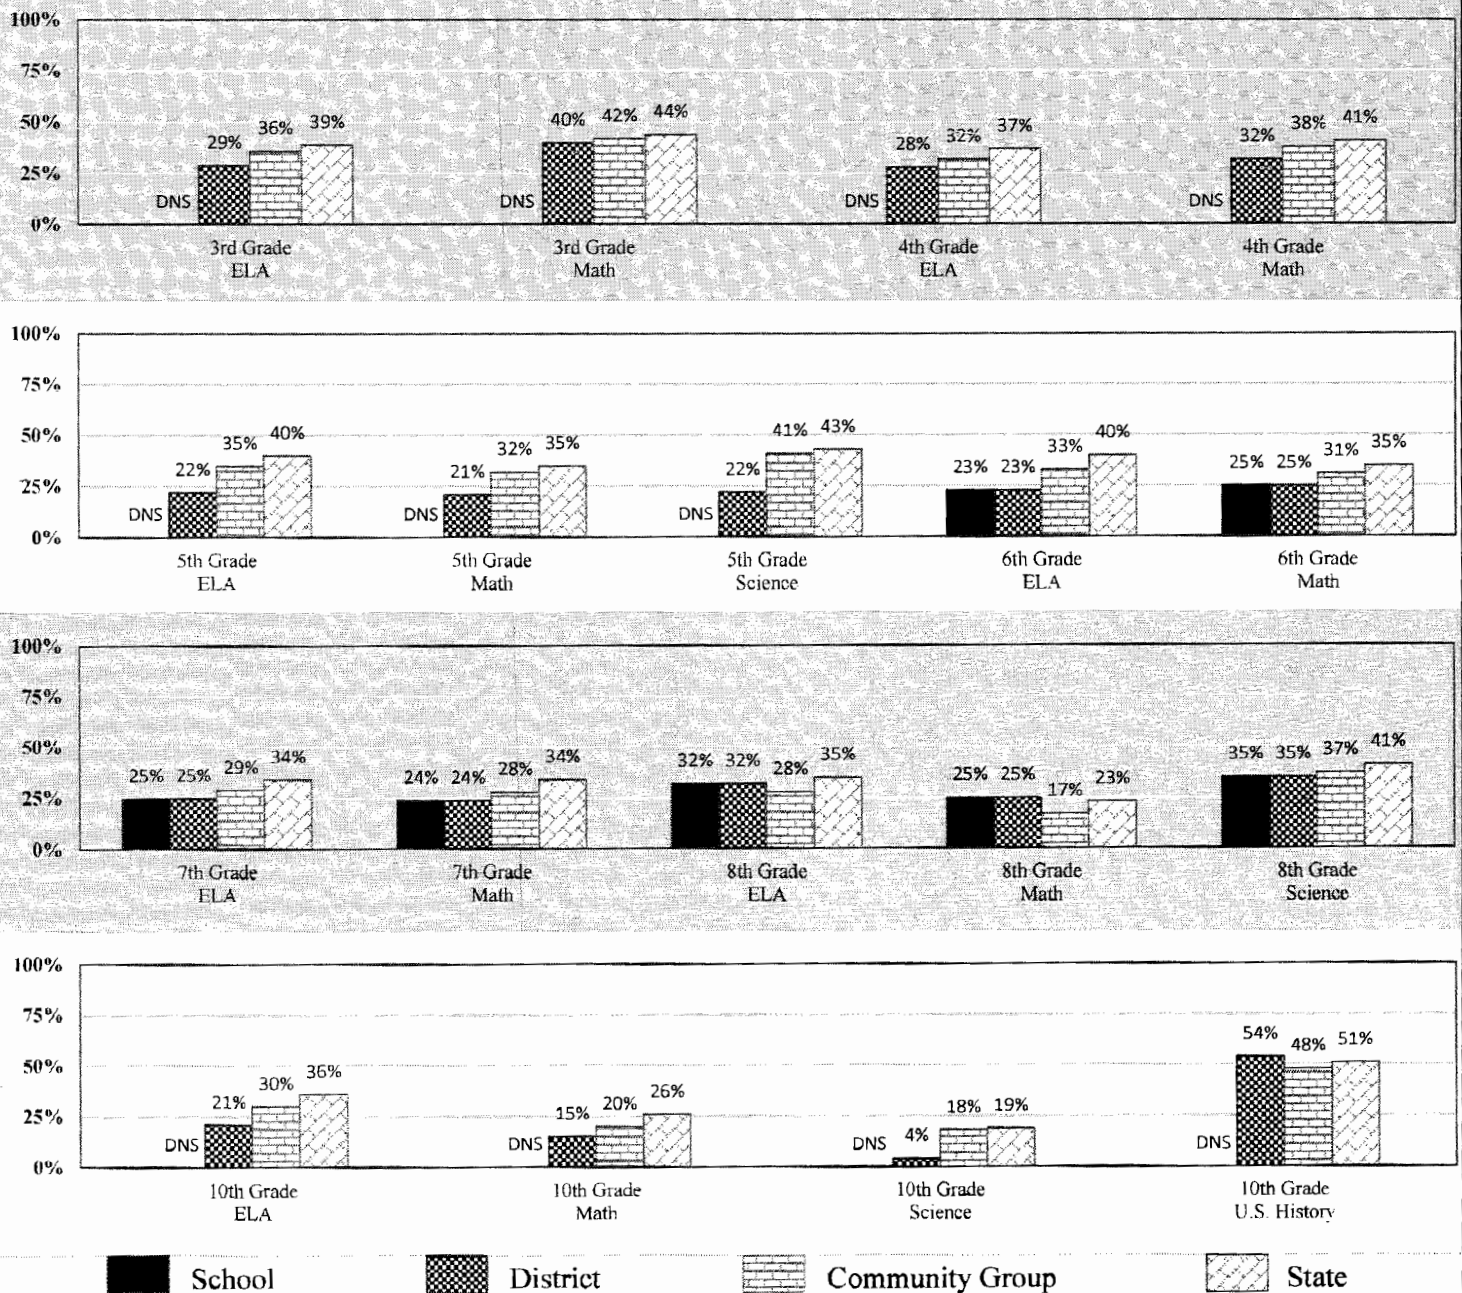 100%
75%
50%
25%
0%
DNS 29% 36% 39%
DNS 40% 42% 44%
DNS 28% 32% 37%
DNS 32% 38% 41%
3rd Grade
ELA
3rd Grade
Math
4th Grade
ELA
4th Grade
Math
100%
75%
50%
25%
0%
DNS 22% 35% 40%
DNS 21% 32% 35%
DNS 22% 41% 43%
23% 23% 33% 40%
25% 25% 31% 35%
5th Grade
ELA
5th Grade
Math
5th Grade
Science
6th Grade
ELA
6th Grade
Math
100%
75%
50%
25%
0%
25% 25% 29% 34%
24% 24% 28% 34%
32% 32% 28% 35%
25% 25% 17% 23%
35% 35% 37% 41%
7th Grade
ELA
7th Grade
Math
8th Grade
ELA
8th Grade
Math
8th Grade
Science
100%
75%
50%
25%
0%
DNS 21% 30% 36%
DNS 15% 20% 26%
DNS 4% 18% 19%
DNS 54% 48% 51%
10th Grade
ELA
10th Grade
Math
10th Grade
Science
10th Grade
U.S. History
School District Community Group State